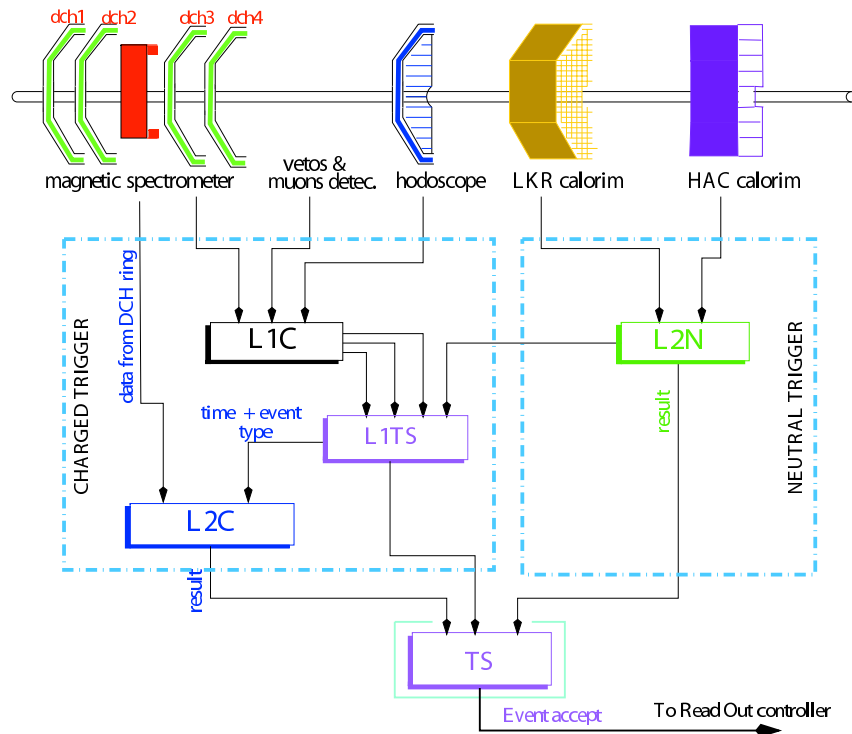 dch1 dch2 dch3 dch4
magnetic spectrometer
vetos &
muons detec.
hodoscope
LKR calorim
HAC calorim
CHARGED TRIGGER
data from DCH ring
L1C
L2N
NEUTRAL TRIGGER
result
time + event
type
L1TS
L2C
result
TS
Event accept
To Read Out controller